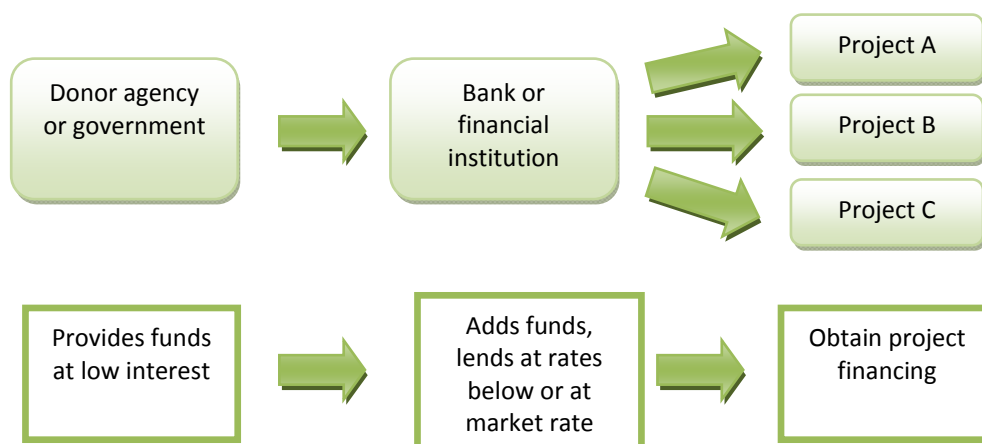 Donor agency
or government
Bank or
financial
institution
Project A
Project B
Project C
Provides funds
at low interest
Adds funds,
lends at rates
below or at
market rate
Obtain project
financing